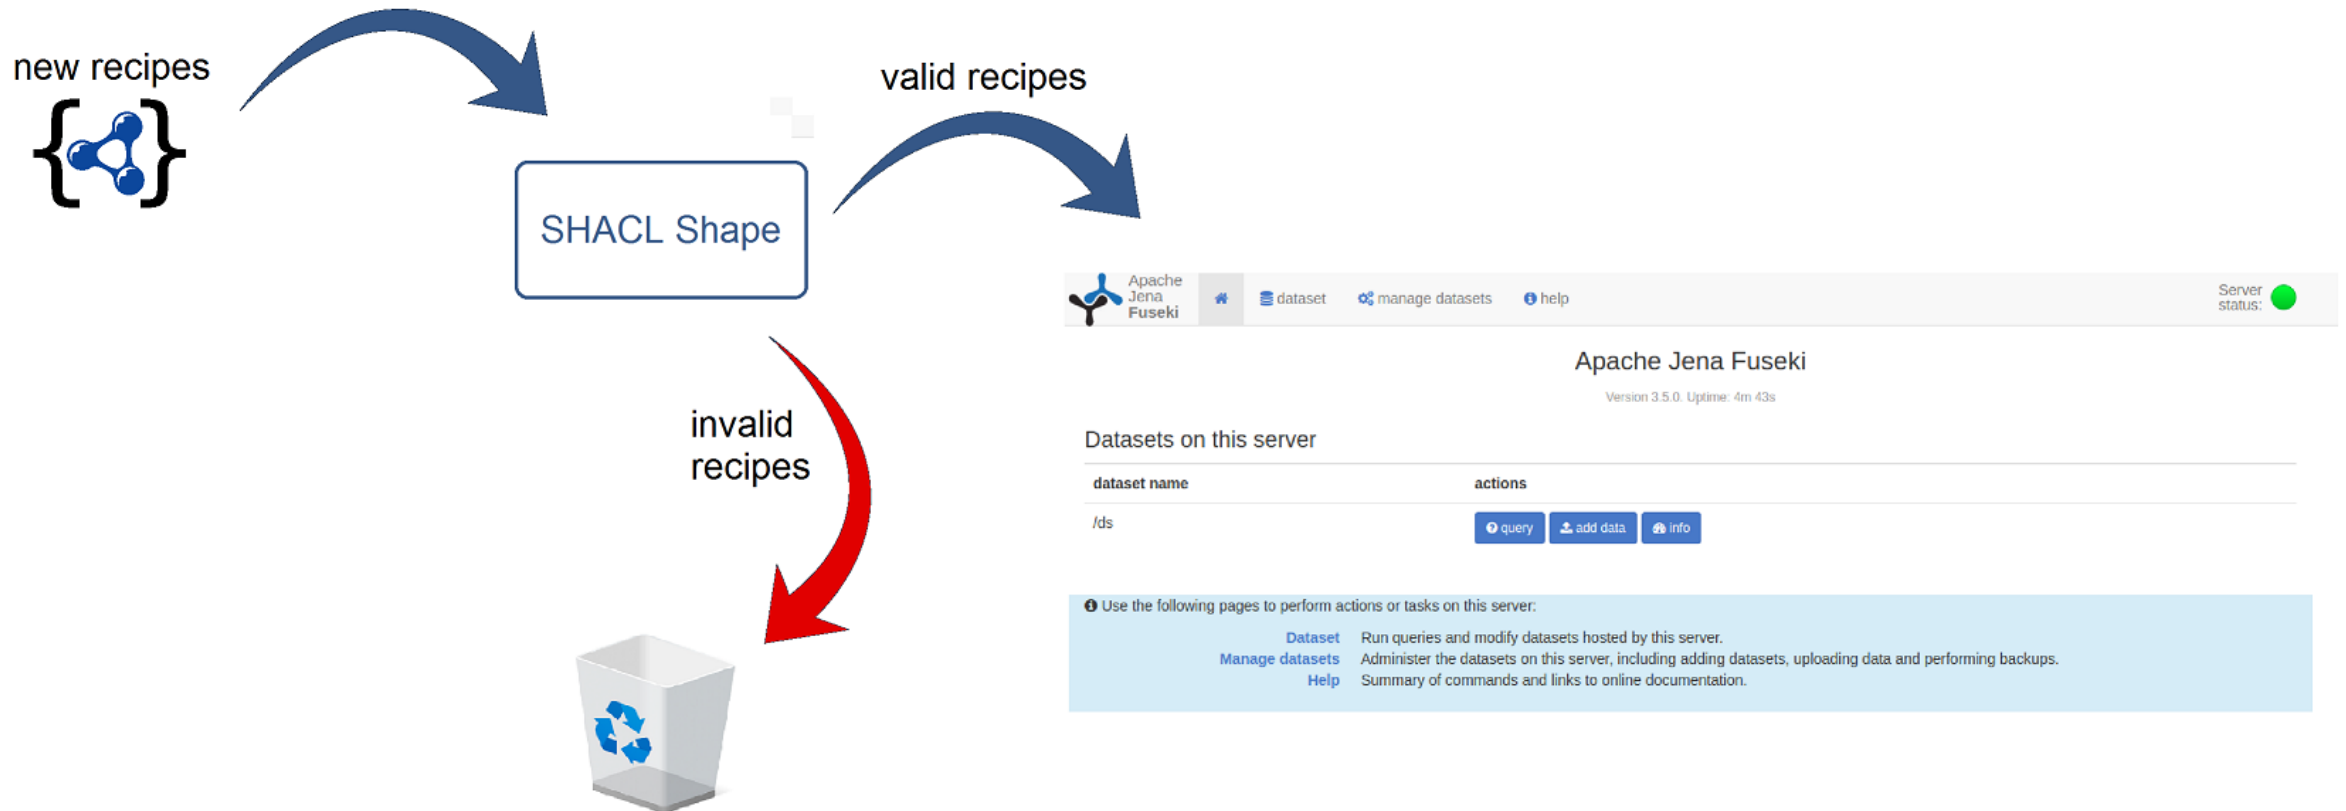 new recipes
valid recipes
SHACL Shape
invalid
recipes
Apache
Jena
Fuseki
dataset
manage datasets
help
Server
status:
Apache Jena Fuseki
Version 3.5.0. Uptime: 4m 43s
Datasets on this server
dataset name
actions
/ds
query
add data
info
Use the following pages to perform actions or tasks on this server:
Dataset Run queries and modify datasets hosted by this server.
Manage datasets Administer the datasets on this server, including adding datasets, uploading data and performing backups.
Help Summary of commands and links to online documentation.